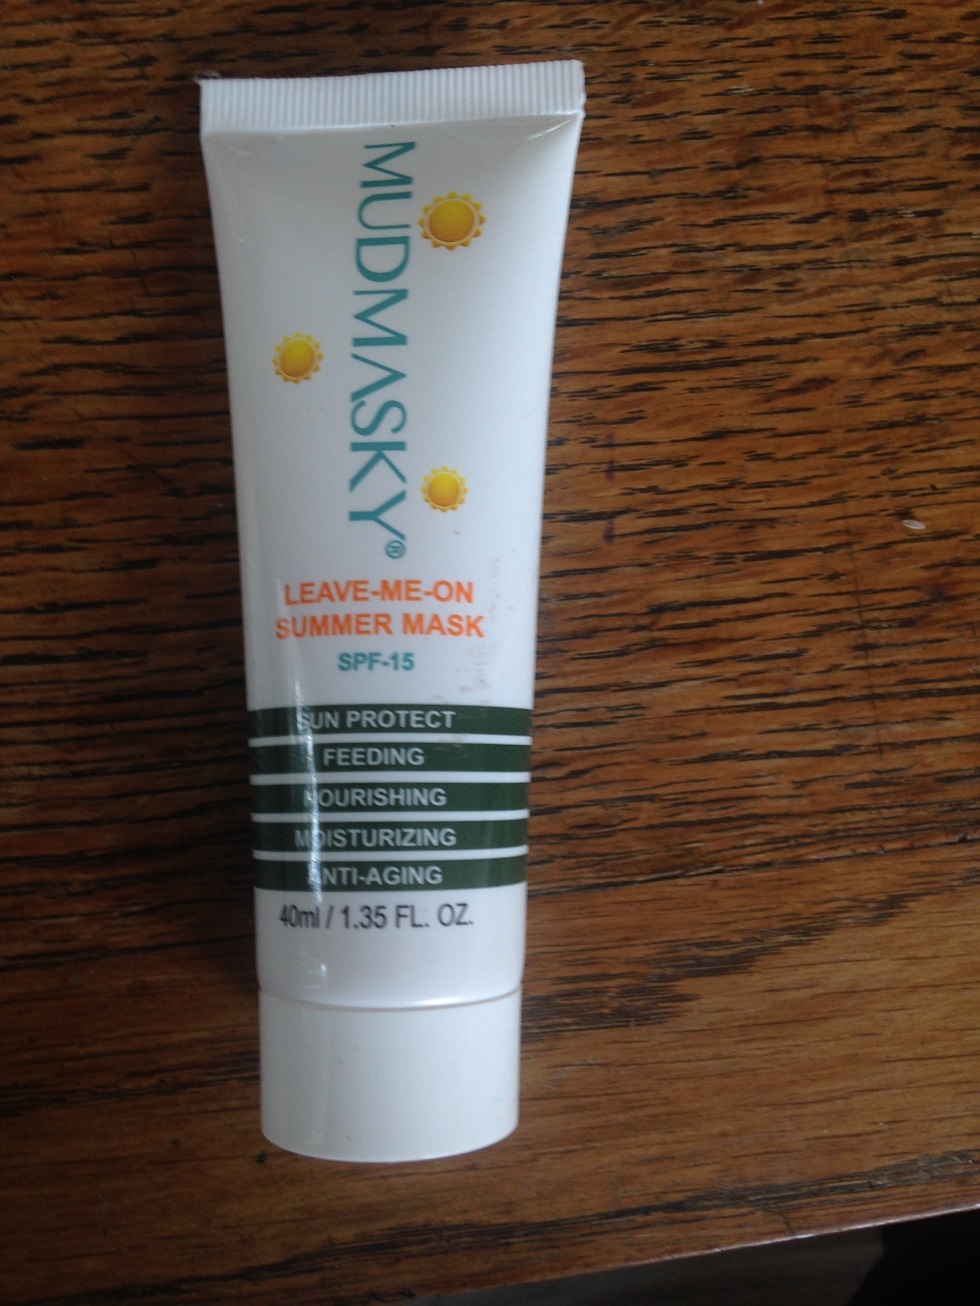 MUDMASKY®
LEAVE-ME-ON
SUMMER MASK
SPF-15
SUN PROTECT
FEEDING
NOURISHING
MOISTURIZING
ANTI-AGING
40ml / 1.35 FL. OZ.